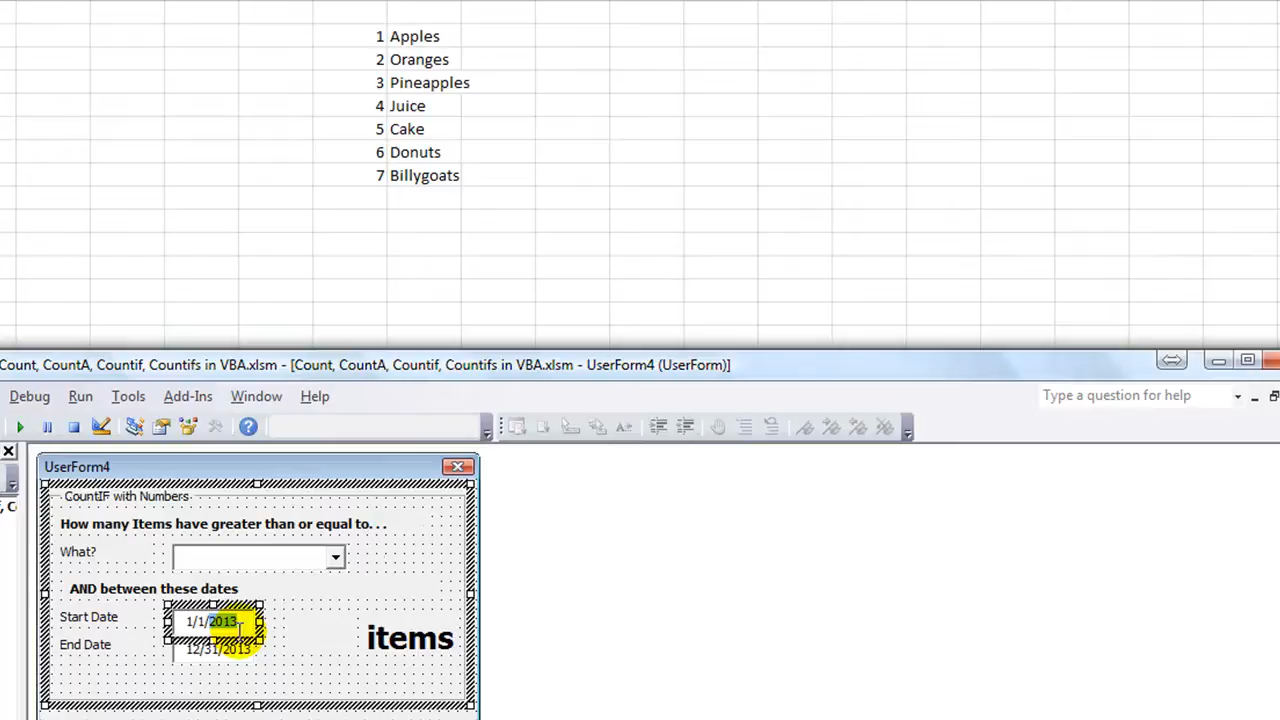 1 Apples
2 Oranges
3 Pineapples
4 Juice
5 Cake
6 Donuts
7 Billygoats
Count, CountA, Countif, Countifs in VBA.xlsm - [Count, CountA, Countif, Countifs in VBA.xlsm - UserForm4 (UserForm)]
Debug Run Tools Add-Ins Window Help Type a question for help
UserForm4
CountIF with Numbers
How many Items have greater than or equal to. . .
What?
AND between these dates
Start Date 1/1/2013
items
End Date 12/31/2013